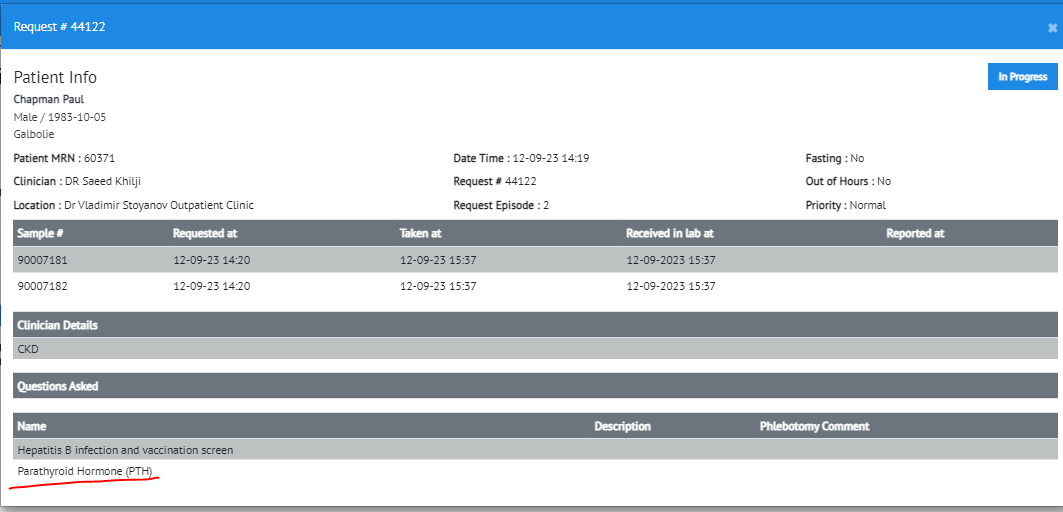 Request # 44122
Patient Info
In Progress
Chapman Paul
Male / 1983-10-05
Galbolie
Patient MRN : 60371 Date Time : 12-09-23 14:19 Fasting : No
Clinician : DR Saeed Khilji Request # 44122 Out of Hours : No
Location : Dr Vladimir Stoyanov Outpatient Clinic Request Episode : 2 Priority : Normal
Sample # Requested at Taken at Received in lab at Reported at
90007181 12-09-23 14:20 12-09-23 15:37 12-09-2023 15:37
90007182 12-09-23 14:20 12-09-23 15:37 12-09-2023 15:37
Clinician Details
CKD
Questions Asked
Name Description Phlebotomy Comment
Hepatitis B infection and vaccination screen
Parathyroid Hormone (PTH)